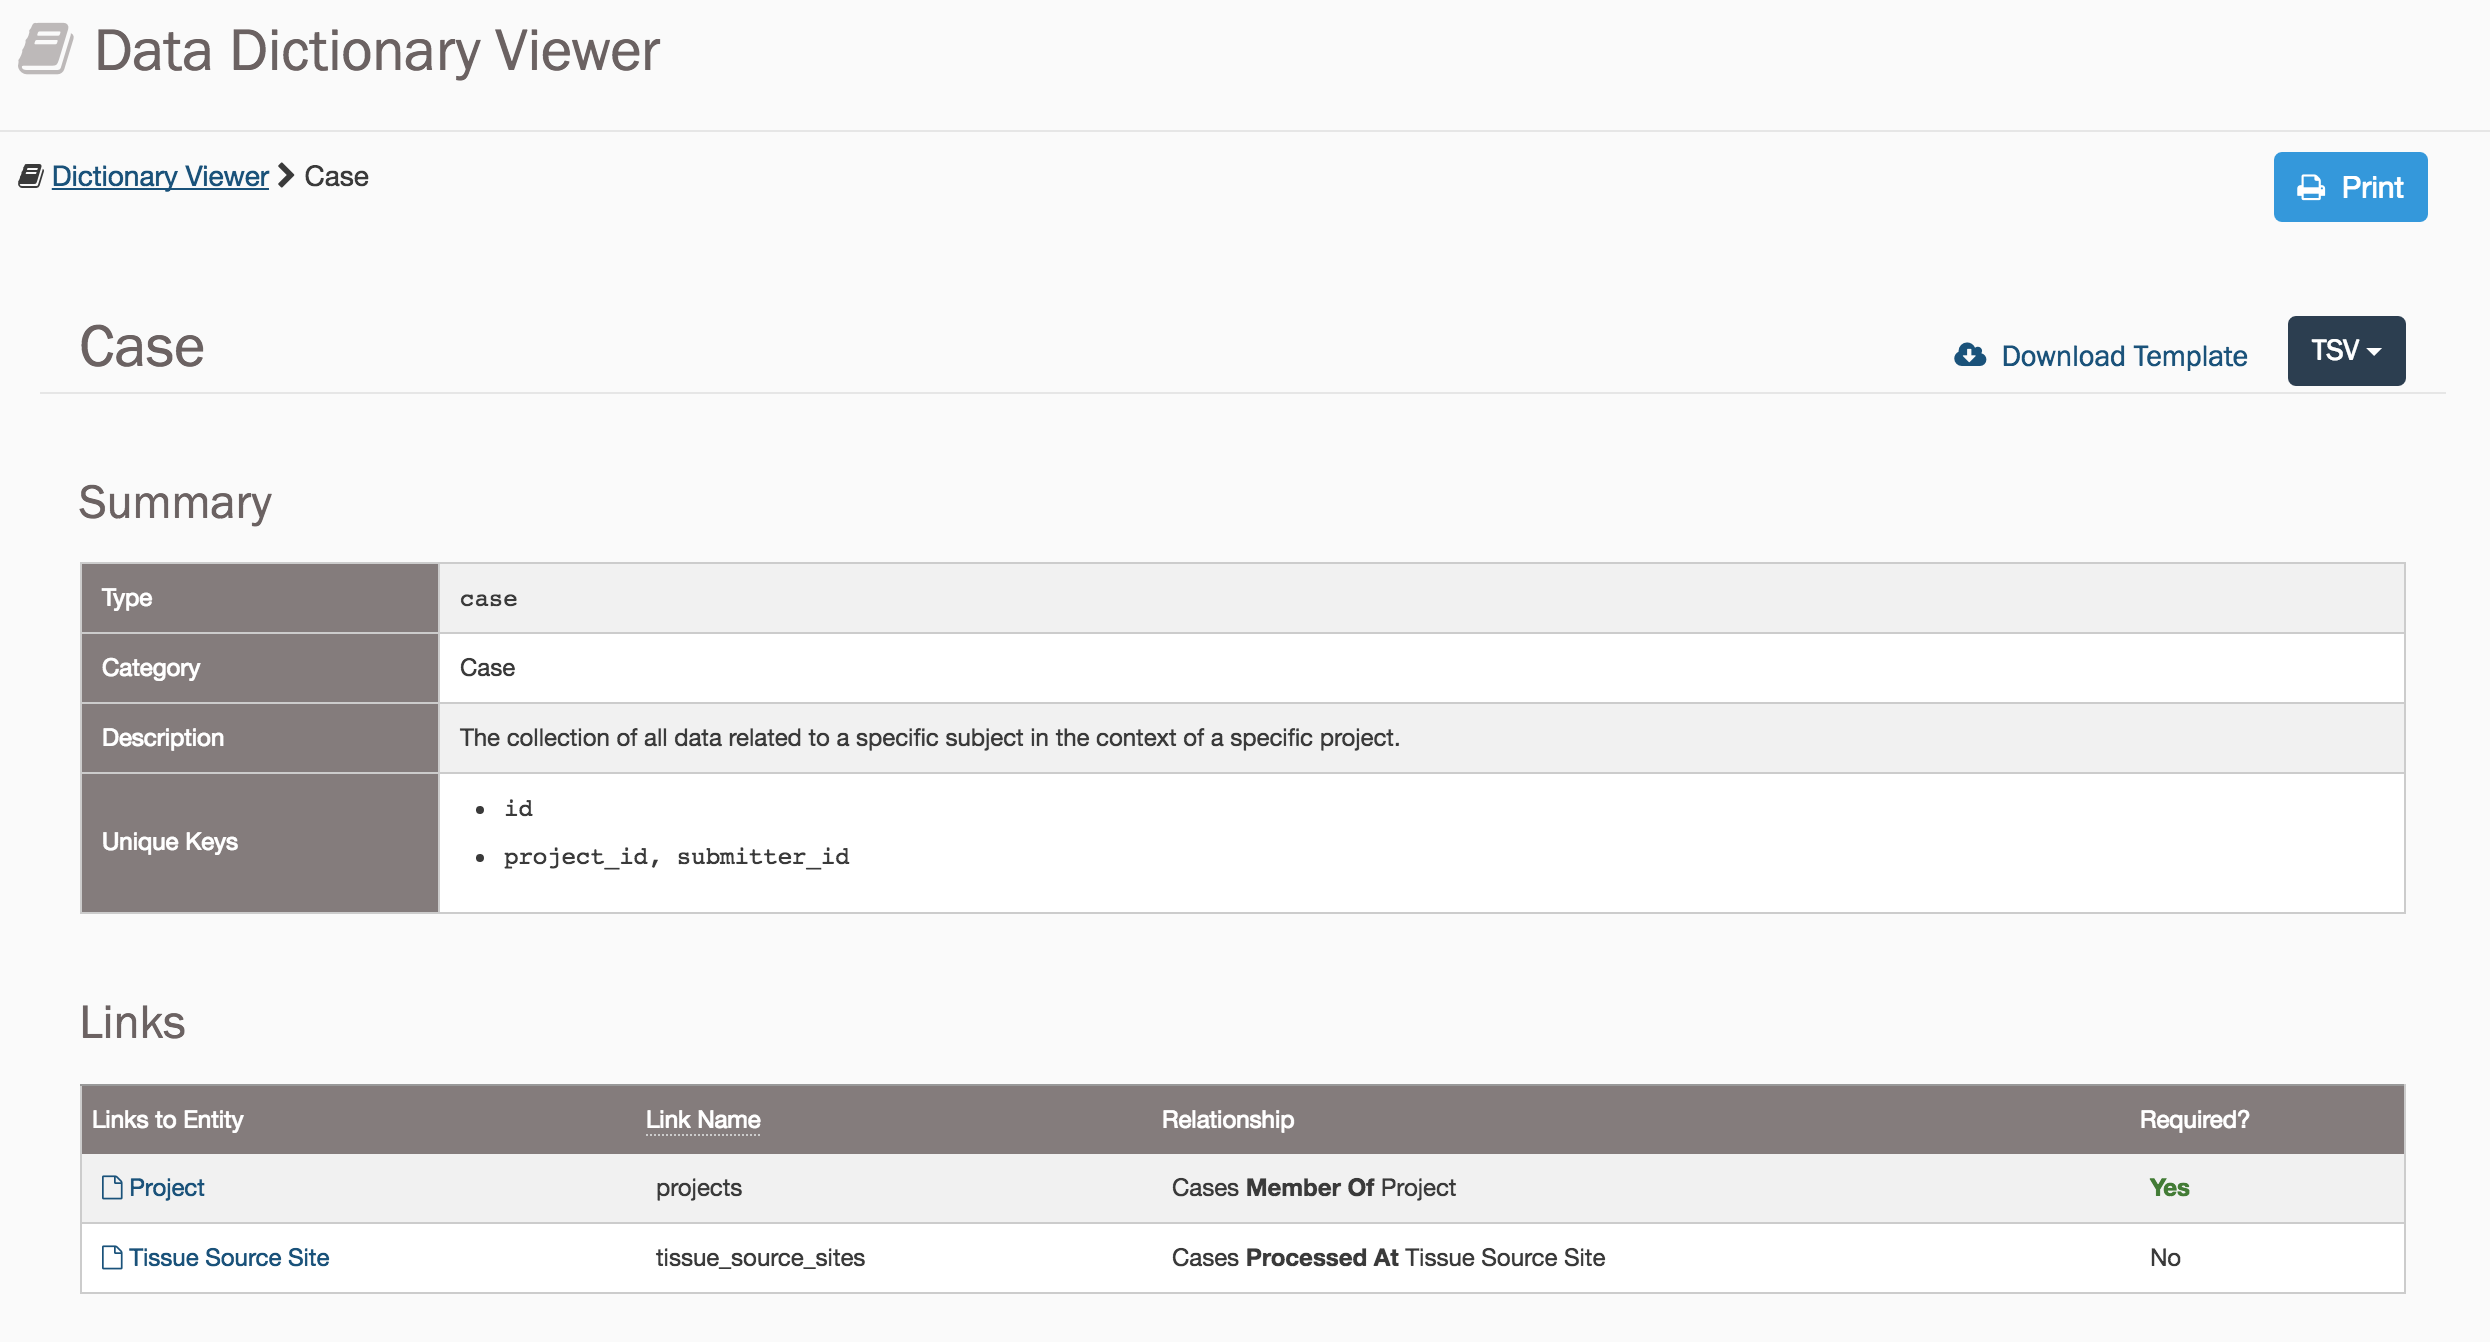 Data Dictionary Viewer
Dictionary Viewer Case
Print
Case
Download Template
TSV
Summary
Type case
Category Case
Description The collection of all data related to a specific subject in the context of a specific project.
Unique Keys
• id
• project_id, submitter_id
Links
Links to Entity Link Name Relationship Required?
Project projects Cases Member Of Project Yes
Tissue Source Site tissue_source_sites Cases Processed At Tissue Source Site No